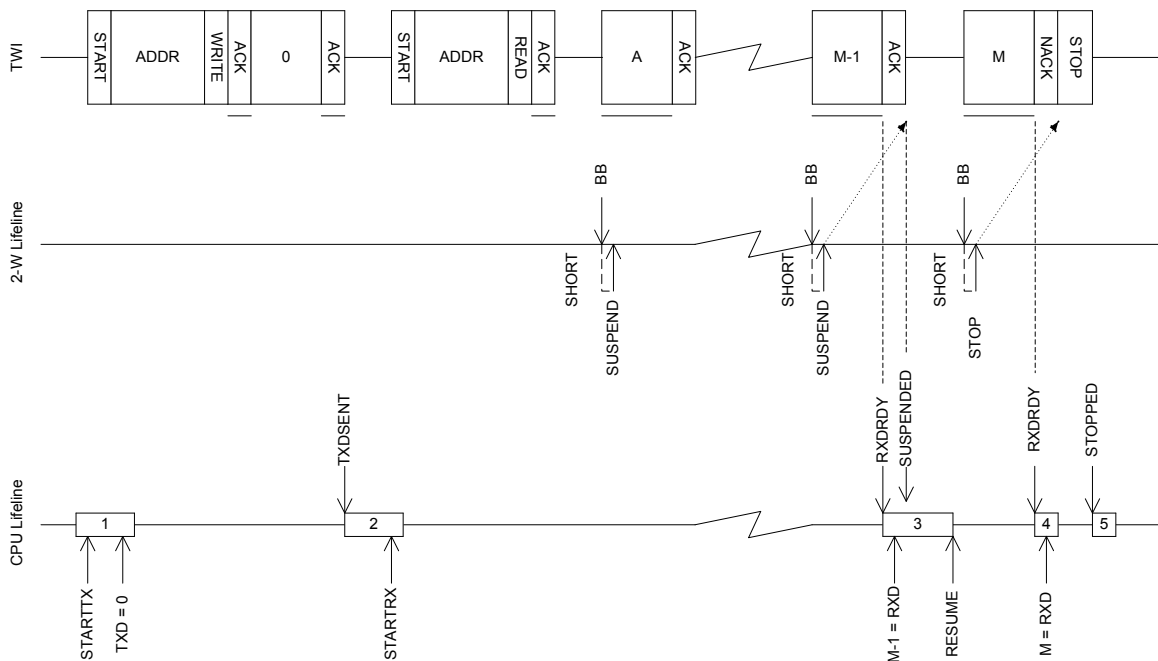 TWI
START
ADDR
WRITE
ACK
0
ACK
START
ADDR
READ
ACK
A
ACK
M-1
ACK
M
NACK
STOP
2-W Lifeline
BB
SHORT
SUSPEND
BB
SHORT
SUSPEND
BB
SHORT
STOP
CPU Lifeline
TXDSENT
RXDRDY
SUSPENDED
RXDRDY
STOPPED
1
2
3
4
5
STARTTX
TXD = 0
STARTRX
M-1 = RXD
RESUME
M = RXD